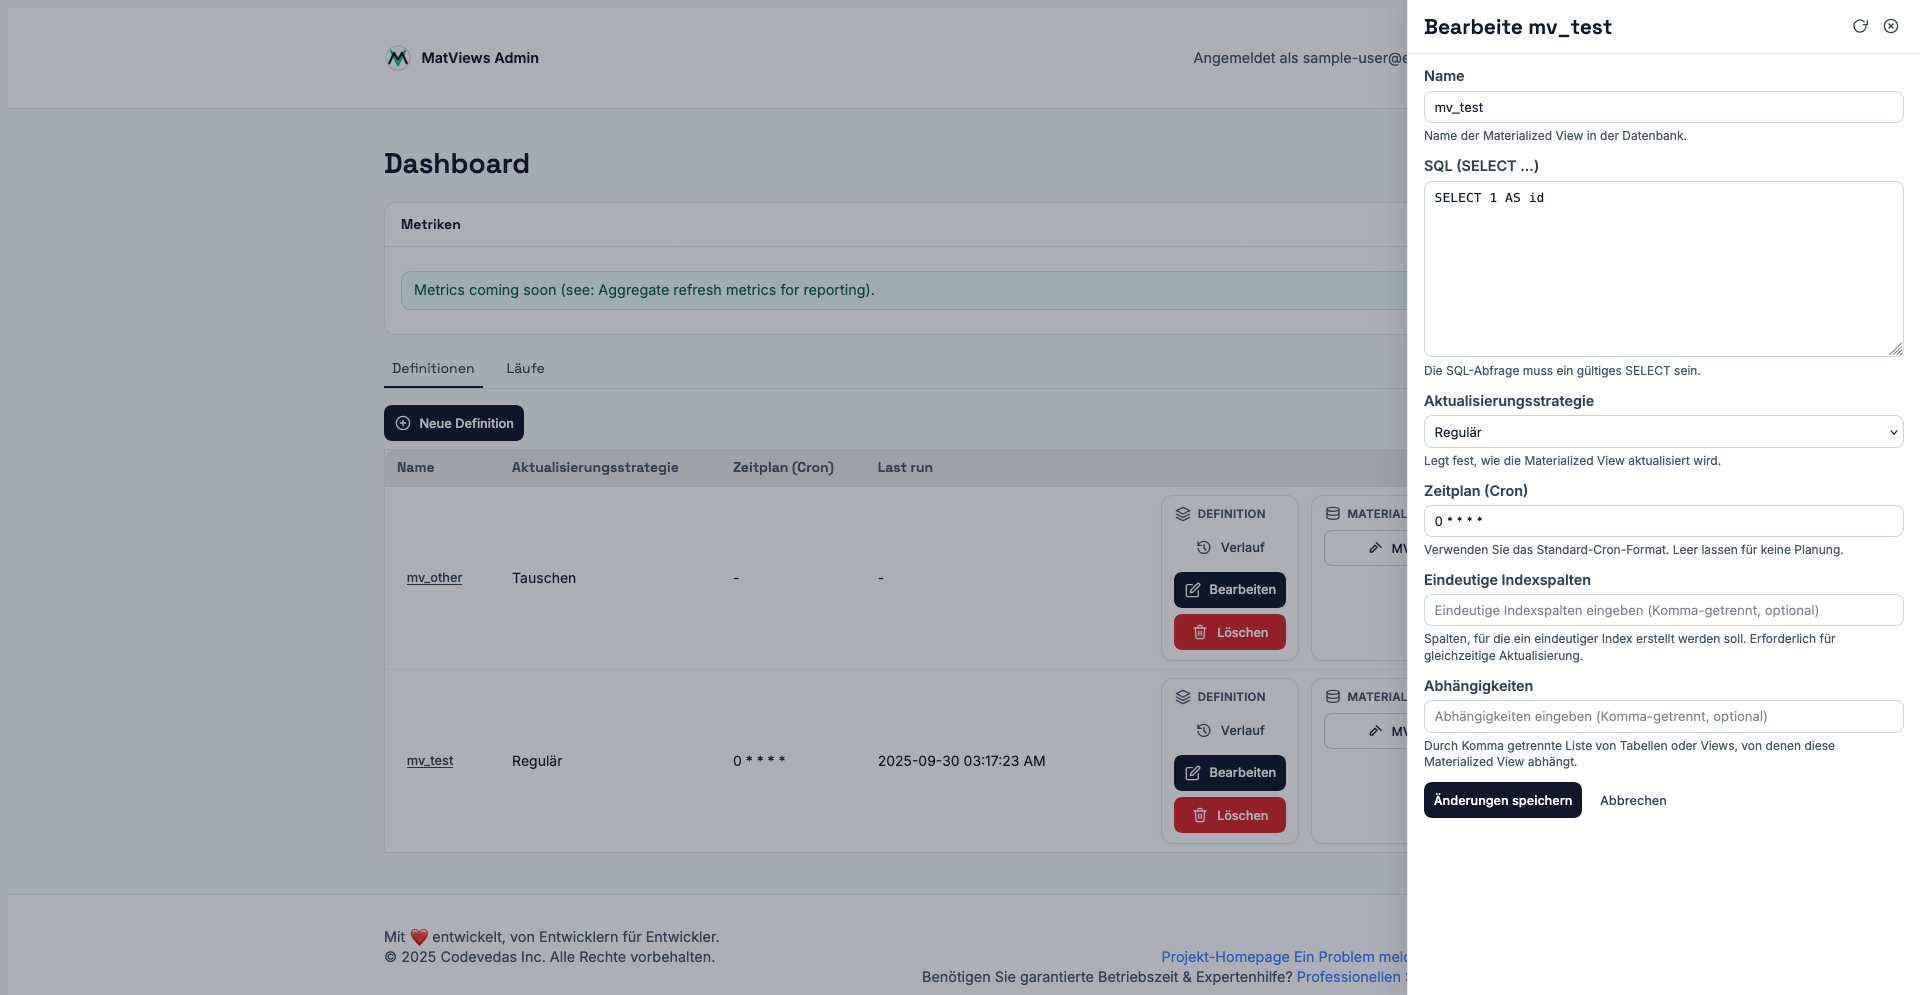 MatViews Admin
Angemeldet als sample-user@e
Dashboard
Metriken
Metrics coming soon (see: Aggregate refresh metrics for reporting).
Definitionen
Läufe
Neue Definition
Name
Aktualisierungsstrategie
Zeitplan (Cron)
Last run
mv_other
Tauschen
-
-
DEFINITION
Verlauf
Bearbeiten
Löschen
MATERIAL
MV
mv_test
Regulär
0 * * * *
2025-09-30 03:17:23 AM
DEFINITION
Verlauf
Bearbeiten
Löschen
MATERIAL
MV
Mit ❤️ entwickelt, von Entwicklern für Entwickler.
© 2025 Codevedas Inc. Alle Rechte vorbehalten.
Projekt-Homepage Ein Problem meld
Benötigen Sie garantierte Betriebszeit & Expertenhilfe? Professionellen
Bearbeite mv_test
Name
mv_test
Name der Materialized View in der Datenbank.
SQL (SELECT ...)
SELECT 1 AS id
Die SQL-Abfrage muss ein gültiges SELECT sein.
Aktualisierungsstrategie
Regulär
Legt fest, wie die Materialized View aktualisiert wird.
Zeitplan (Cron)
0 * * * *
Verwenden Sie das Standard-Cron-Format. Leer lassen für keine Planung.
Eindeutige Indexspalten
Eindeutige Indexspalten eingeben (Komma-getrennt, optional)
Spalten, für die ein eindeutiger Index erstellt werden soll. Erforderlich für
gleichzeitige Aktualisierung.
Abhängigkeiten
Abhängigkeiten eingeben (Komma-getrennt, optional)
Durch Komma getrennte Liste von Tabellen oder Views, von denen diese
Materialized View abhängt.
Änderungen speichern
Abbrechen